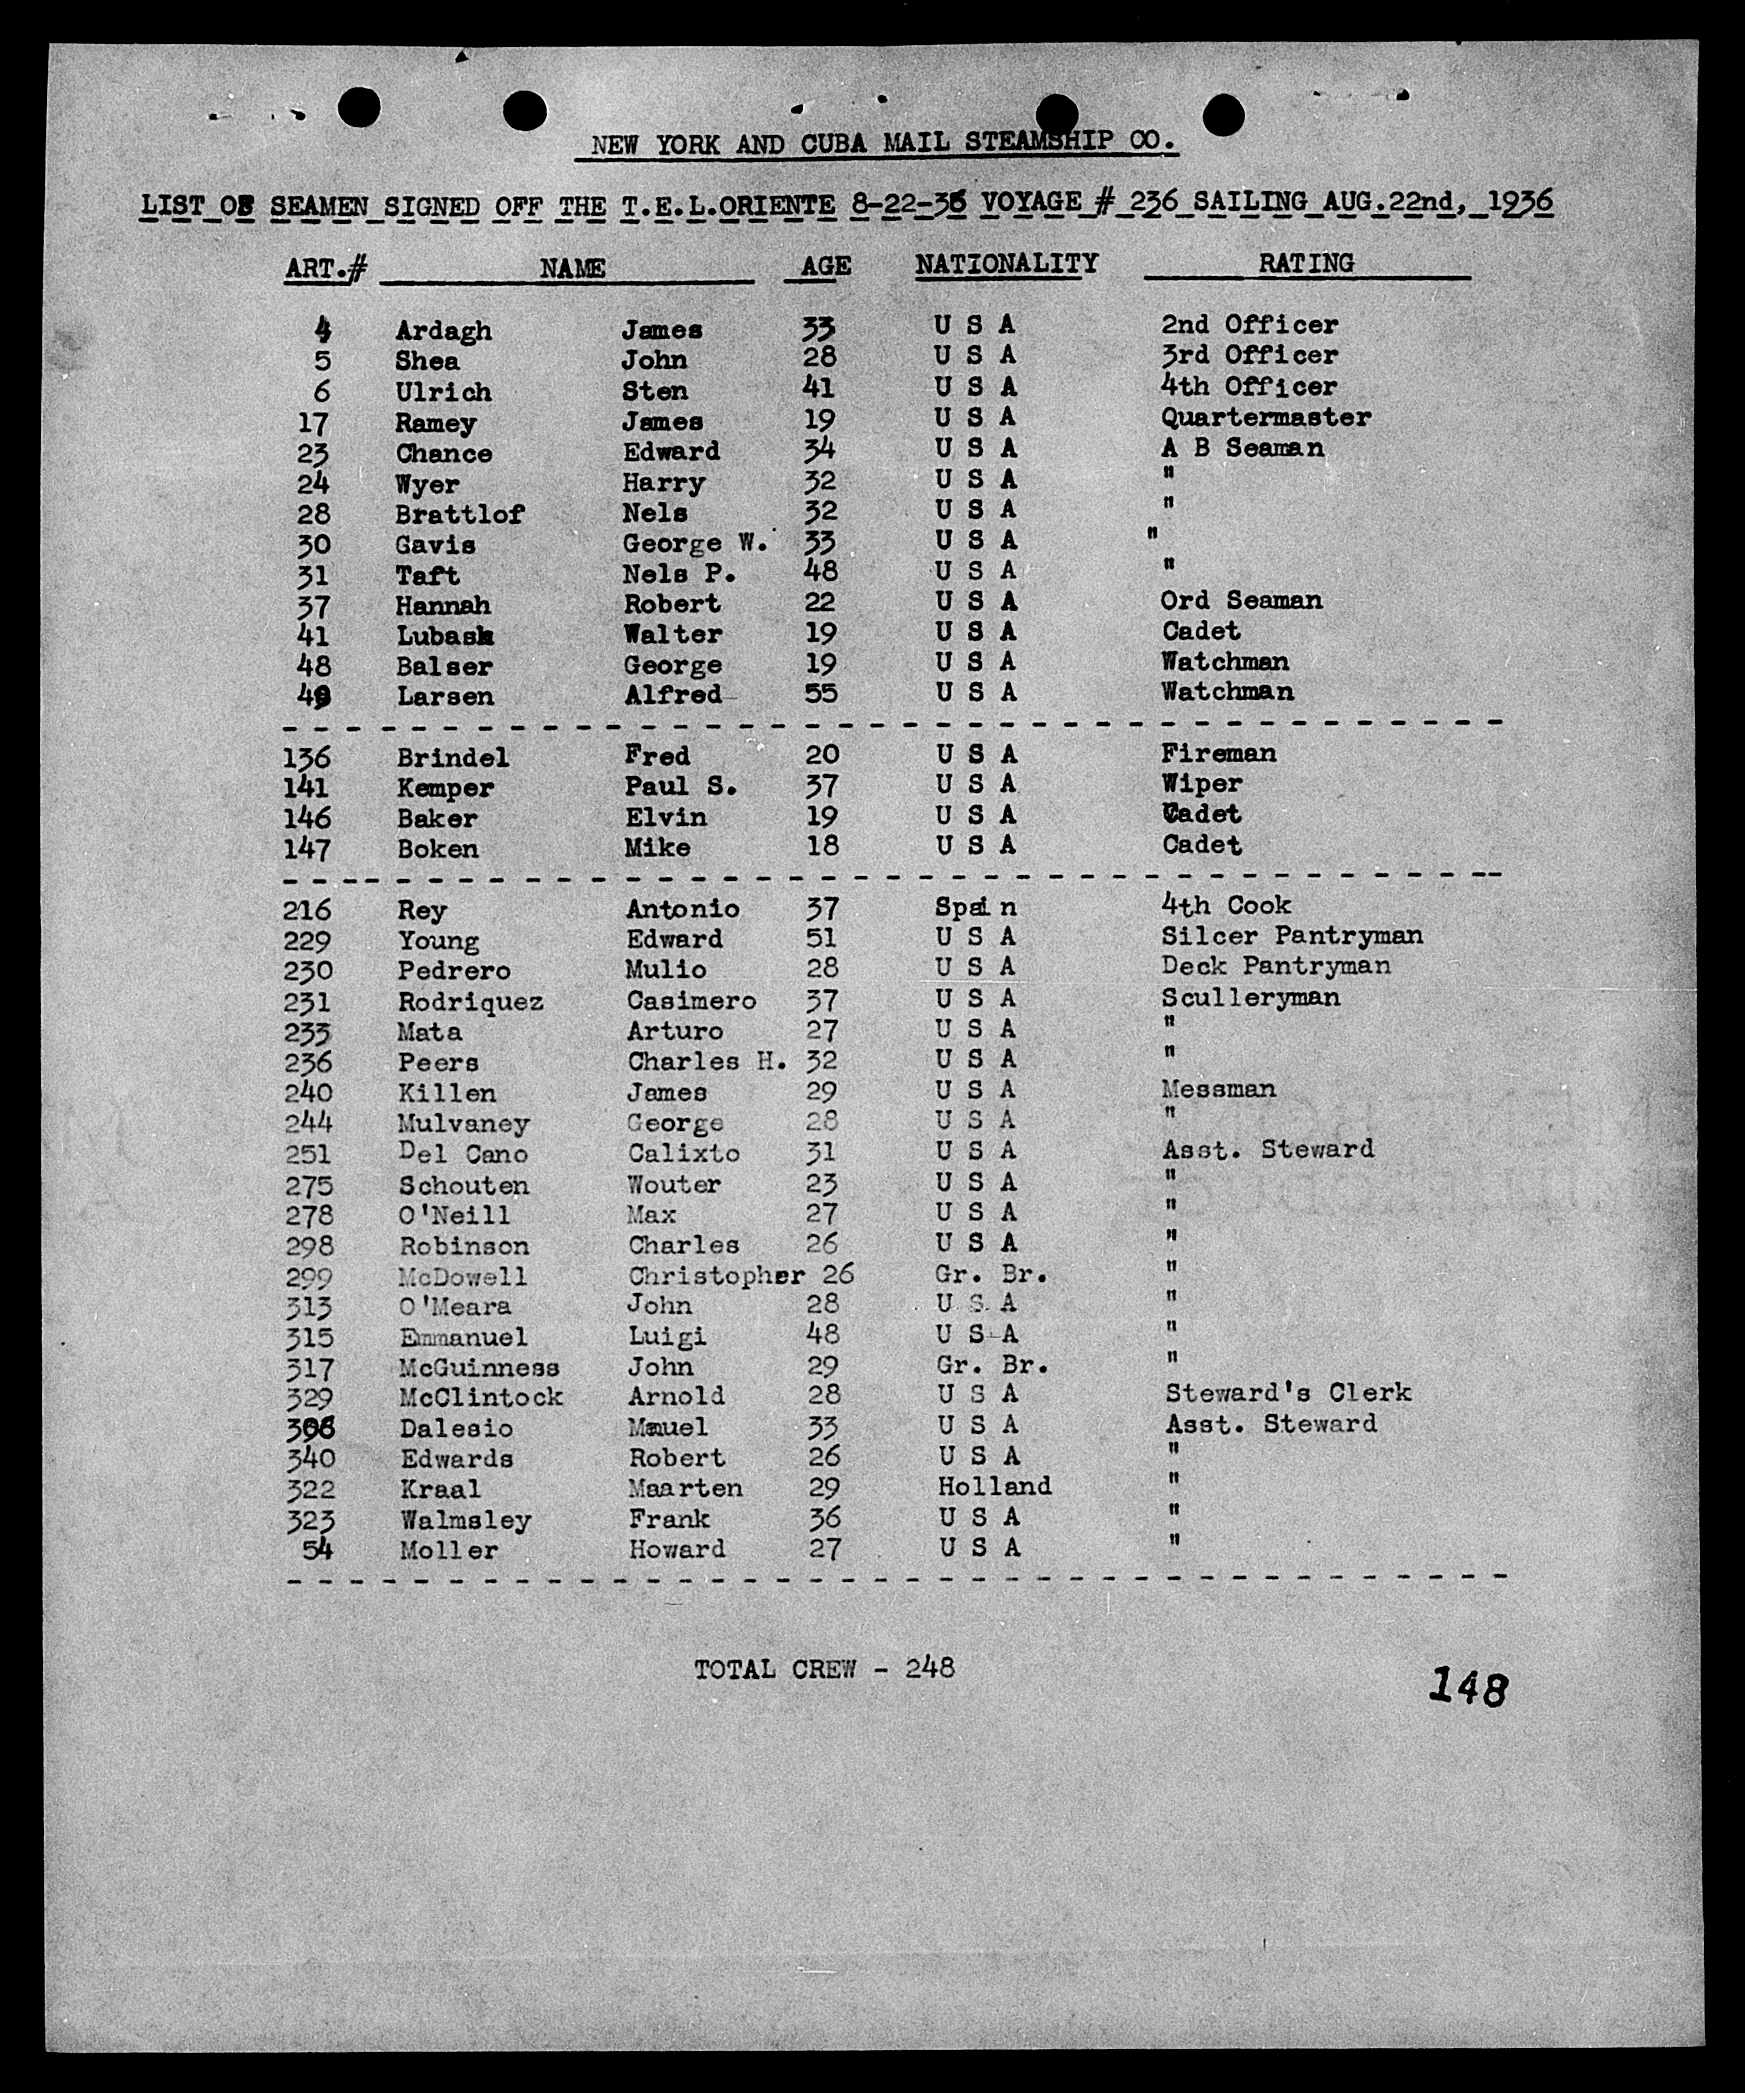 NEW YORK AND CUBA MAIL STEAMSHIP CO.
LIST OF SEAMEN SIGNED OFF THE T.E.L.ORIENTE 8-22-36 VOYAGE # 236 SAILING AUG.22nd, 1936
ART.# NAME AGE NATIONALITY RATING
4 Ardagh James 33 U S A 2nd Officer
5 Shea John 28 U S A 3rd Officer
6 Ulrich Sten 41 U S A 4th Officer
17 Ramey James 19 U S A Quartermaster
23 Chance Edward 34 U S A A B Seaman
24 Wyer Harry 32 U S A "
28 Brattlof Nels 32 U S A "
30 Gavis George W. 33 U S A "
31 Taft Nels P. 48 U S A "
37 Hannah Robert 22 U S A Ord Seaman
41 Lubash Walter 19 U S A Cadet
48 Balser George 19 U S A Watchman
49 Larsen Alfred 55 U S A Watchman
136 Brindel Fred 20 U S A Fireman
141 Kemper Paul S. 37 U S A Wiper
146 Baker Elvin 19 U S A Cadet
147 Boken Mike 18 U S A Cadet
216 Rey Antonio 37 Spain 4th Cook
229 Young Edward 51 U S A Silcer Pantryman
230 Pedrero Mulio 28 U S A Deck Pantryman
231 Rodriquez Casimero 37 U S A Sculleryman
233 Mata Arturo 27 U S A "
236 Peers Charles H. 32 U S A "
240 Killen James 29 U S A Messman
244 Mulvaney George 28 U S A "
251 Del Cano Calixto 31 U S A Asst. Steward
275 Schouten Wouter 23 U S A "
278 O'Neill Max 27 U S A "
298 Robinson Charles 26 U S A "
299 McDowell Christopher 26 Gr. Br. "
313 O'Meara John 28 U S A "
315 Emmanuel Luigi 48 U S A "
317 McGuinness John 29 Gr. Br. "
329 McClintock Arnold 28 U S A Steward's Clerk
Dalesio 33 U S A Asst. Steward
340 Edwards Robert 26 U S A "
322 Kraal Maarten 29 Holland "
323 Walmsley Frank 36 U S A "
54 Moller Howard 27 U S A "
TOTAL CREW - 248
148